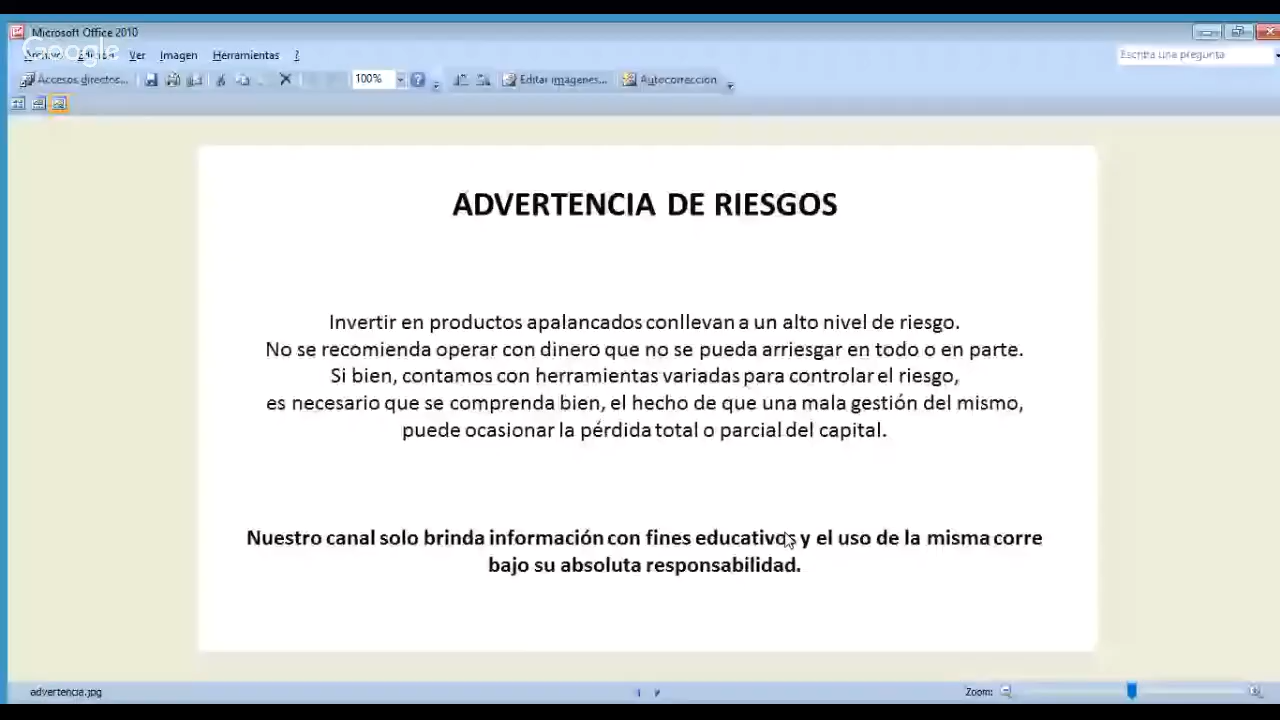 Microsoft Office 2010
Google
Ver Imagen Herramientas ?
Escriba una pregunta
Accesos directos... 100% Editar imágenes... Autocorrección
ADVERTENCIA DE RIESGOS
Invertir en productos apalancados conllevan a un alto nivel de riesgo.
No se recomienda operar con dinero que no se pueda arriesgar en todo o en parte.
Si bien, contamos con herramientas variadas para controlar el riesgo,
es necesario que se comprenda bien, el hecho de que una mala gestión del mismo,
puede ocasionar la pérdida total o parcial del capital.
Nuestro canal solo brinda información con fines educativos y el uso de la misma corre
bajo su absoluta responsabilidad.
advertencia.jpg Zoom: